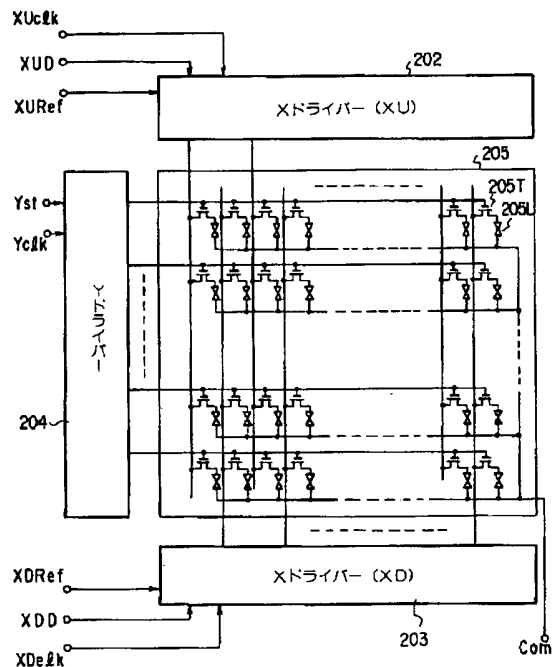 XUclk
XUD
XURef
202
Xドライバー (XU)
205
205T
205L
Yst
Yclk
Yドライバー
204
XDRef
XDD
XDelk
Xドライバー (XD)
203
Com